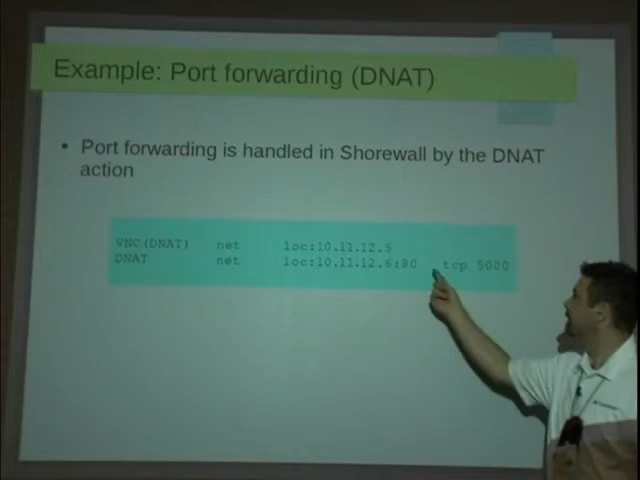 Example: Port forwarding (DNAT)
• Port forwarding is handled in Shorewall by the DNAT
action
VNC(DNAT) net loc:10.11.12.5
DNAT net loc:10.11.12.6:80 tcp 5000